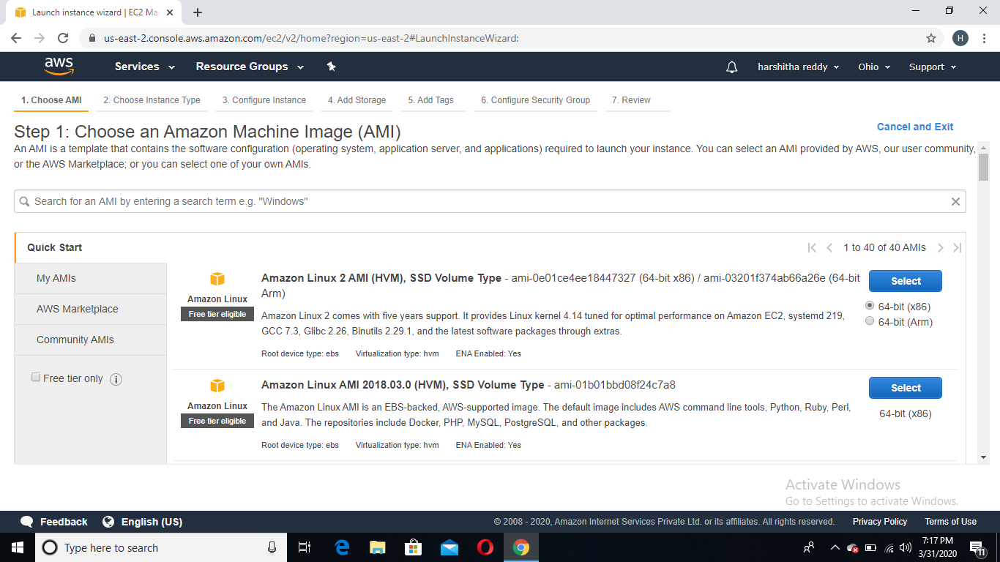 Launch instance wizard | EC2 Ma
us-east-2.console.aws.amazon.com/ec2/v2/home?region=us-east-2#LaunchInstanceWizard:
H
aws
Services
Resource Groups
harshitha reddy
Ohio
Support
1. Choose AMI
2. Choose Instance Type
3. Configure Instance
4. Add Storage
5. Add Tags
6. Configure Security Group
7. Review
Step 1: Choose an Amazon Machine Image (AMI)
Cancel and Exit
An AMI is a template that contains the software configuration (operating system, application server, and applications) required to launch your instance. You can select an AMI provided by AWS, our user community,
or the AWS Marketplace; or you can select one of your own AMIs.
Search for an AMI by entering a search term e.g. "Windows"
Quick Start
My AMIs
AWS Marketplace
Community AMIs
Free tier only
1 to 40 of 40 AMIs
Amazon Linux
Free tier eligible
Amazon Linux 2 AMI (HVM), SSD Volume Type - ami-0e01ce4ee18447327 (64-bit x86) / ami-03201f374ab66a26e (64-bit
Arm)
Amazon Linux 2 comes with five years support. It provides Linux kernel 4.14 tuned for optimal performance on Amazon EC2, systemd 219,
GCC 7.3, Glibc 2.26, Binutils 2.29.1, and the latest software packages through extras.
Root device type: ebs
Virtualization type: hvm
ENA Enabled: Yes
Select
64-bit (x86)
64-bit (Arm)
Amazon Linux
Free tier eligible
Amazon Linux AMI 2018.03.0 (HVM), SSD Volume Type - ami-01b01bbd08f24c7a8
The Amazon Linux AMI is an EBS-backed, AWS-supported image. The default image includes AWS command line tools, Python, Ruby, Perl,
and Java. The repositories include Docker, PHP, MySQL, PostgreSQL, and other packages.
Root device type: ebs
Virtualization type: hvm
ENA Enabled: Yes
Select
64-bit (x86)
Activate Windows
Go to Settings to activate Windows.
Feedback
English (US)
© 2008 - 2020, Amazon Internet Services Private Ltd. or its affiliates. All rights reserved.
Privacy Policy
Terms of Use
Type here to search
7:17 PM
3/31/2020
11